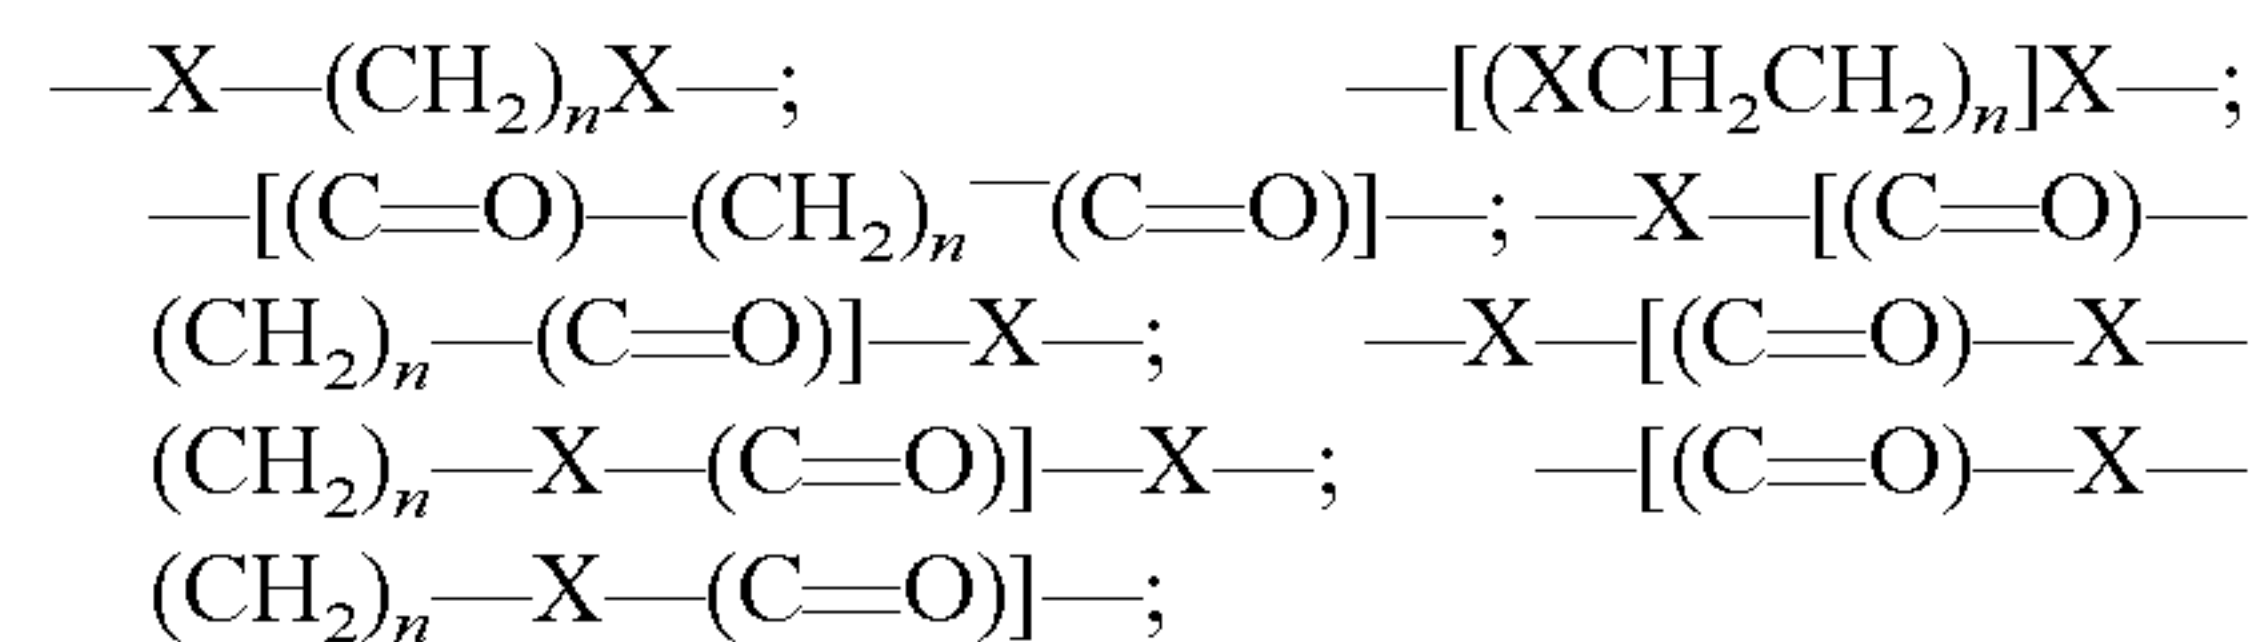 —X—(CH₂)ₙX—; —[(XCH₂CH₂)ₙ]X—;
—[(C=O)—(CH₂)ₙ—(C=O)]—; —X—[(C=O)—
(CH₂)ₙ—(C=O)]—X—; —X—[(C=O)—X—
(CH₂)ₙ—X—(C=O)]—X—; —[(C=O)—X—
(CH₂)ₙ—X—(C=O)]—;